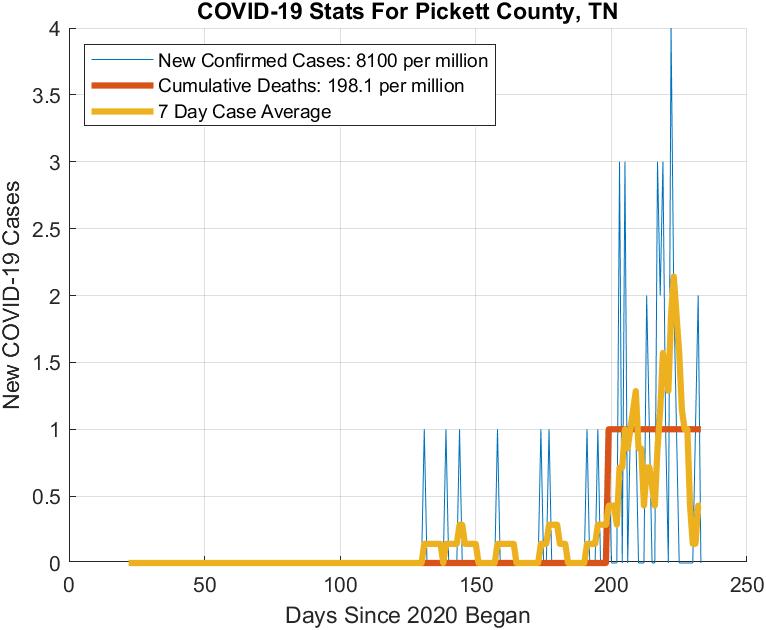 COVID-19 Stats For Pickett County, TN
New Confirmed Cases: 8100 per million
Cumulative Deaths: 198.1 per million
7 Day Case Average
New COVID-19 Cases
4
3.5
3
2.5
2
1.5
1
0.5
0
0 50 100 150 200 250
Days Since 2020 Began